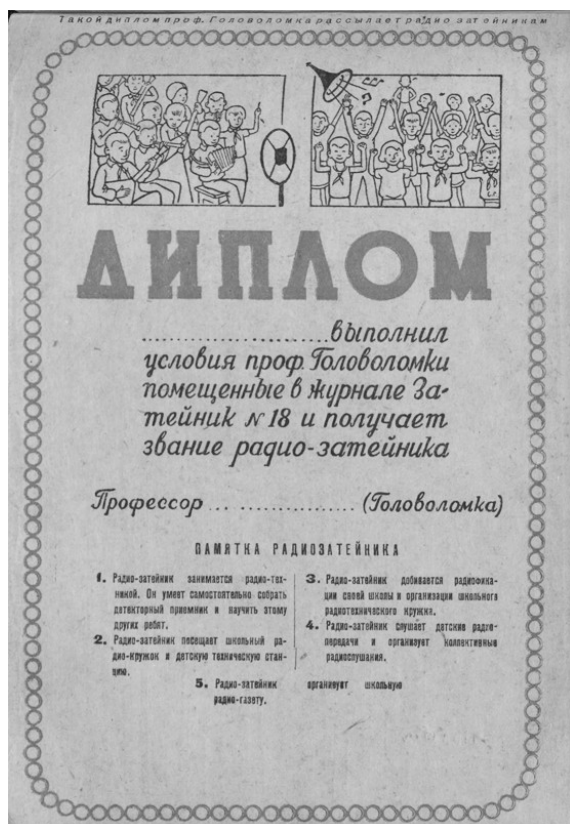 Такой диплом проф. Головоломка рассылает радио затейникам
ДИПЛОМ
........................выполнил
условия проф. Головоломки
помещенные в журнале За-
тейник № 18 и получает
звание радио-затейника
Профессор ... ................ (Головоломка)
ПАМЯТКА РАДИОЗАТЕЙНИКА
1. Радио-затейник занимается радио-тех-
никой. Он умеет самостоятельно собрать
детекторный приемник и научить этому
других ребят.
2. Радио-затейник посещает школьный ра-
дио-кружок и детскую техническую стан-
цию.
3. Радио-затейник добивается радиофика-
ции своей школы и организации школьного
радиотехнического кружка.
4. Радио-затейник слушает детские радио-
передачи и организует коллективные
радиослушания.
5. Радио-затейник организует школьную
радио-газету.